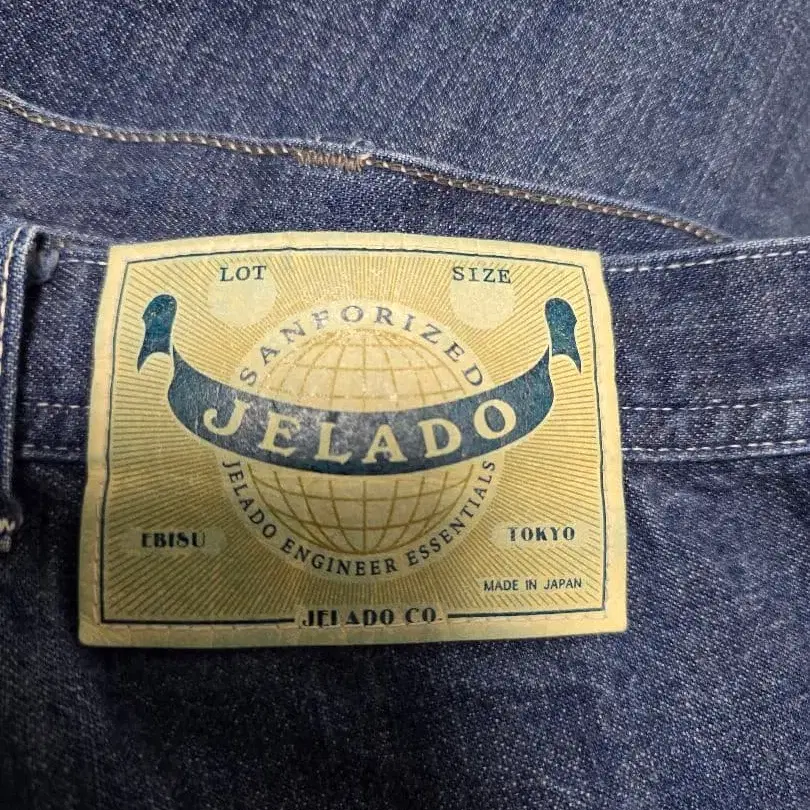 LOT SIZE
SANFORIZED
JELADO
JELADO ENGINEER ESSENTIALS
EBISU TOKYO
MADE IN JAPAN
JELADO CO.